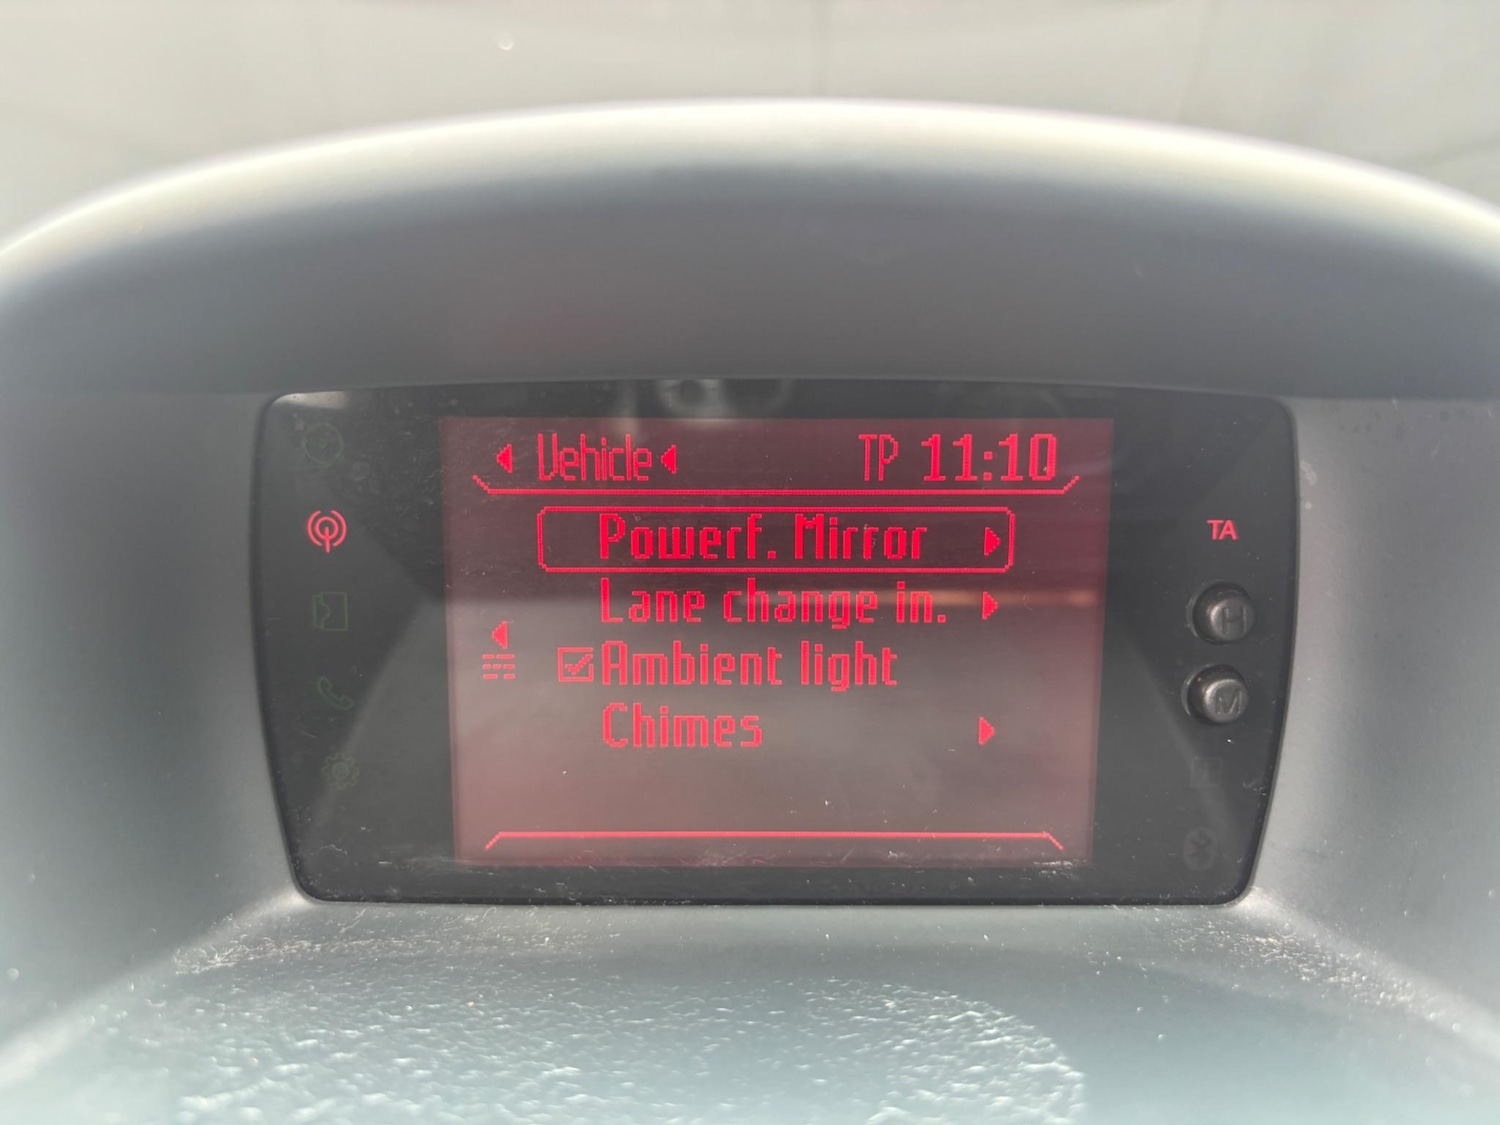 Vehicle TP 11:10
Powerf. Mirror
TA
Lane change in.
H
Ambient light
M
Chimes